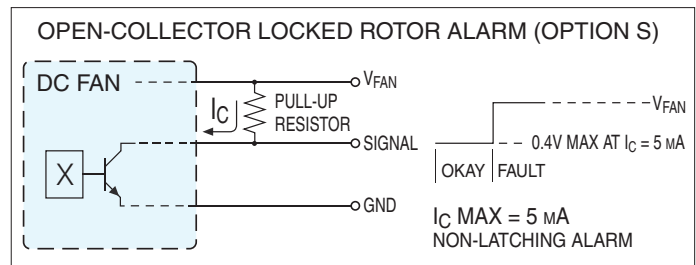 OPEN-COLLECTOR LOCKED ROTOR ALARM (OPTION S)
DC FAN
VFAN
IC
PULL-UP
RESISTOR
SIGNAL
X
GND
VFAN
0.4V MAX AT IC = 5 MA
OKAY FAULT
IC MAX = 5 MA
NON-LATCHING ALARM